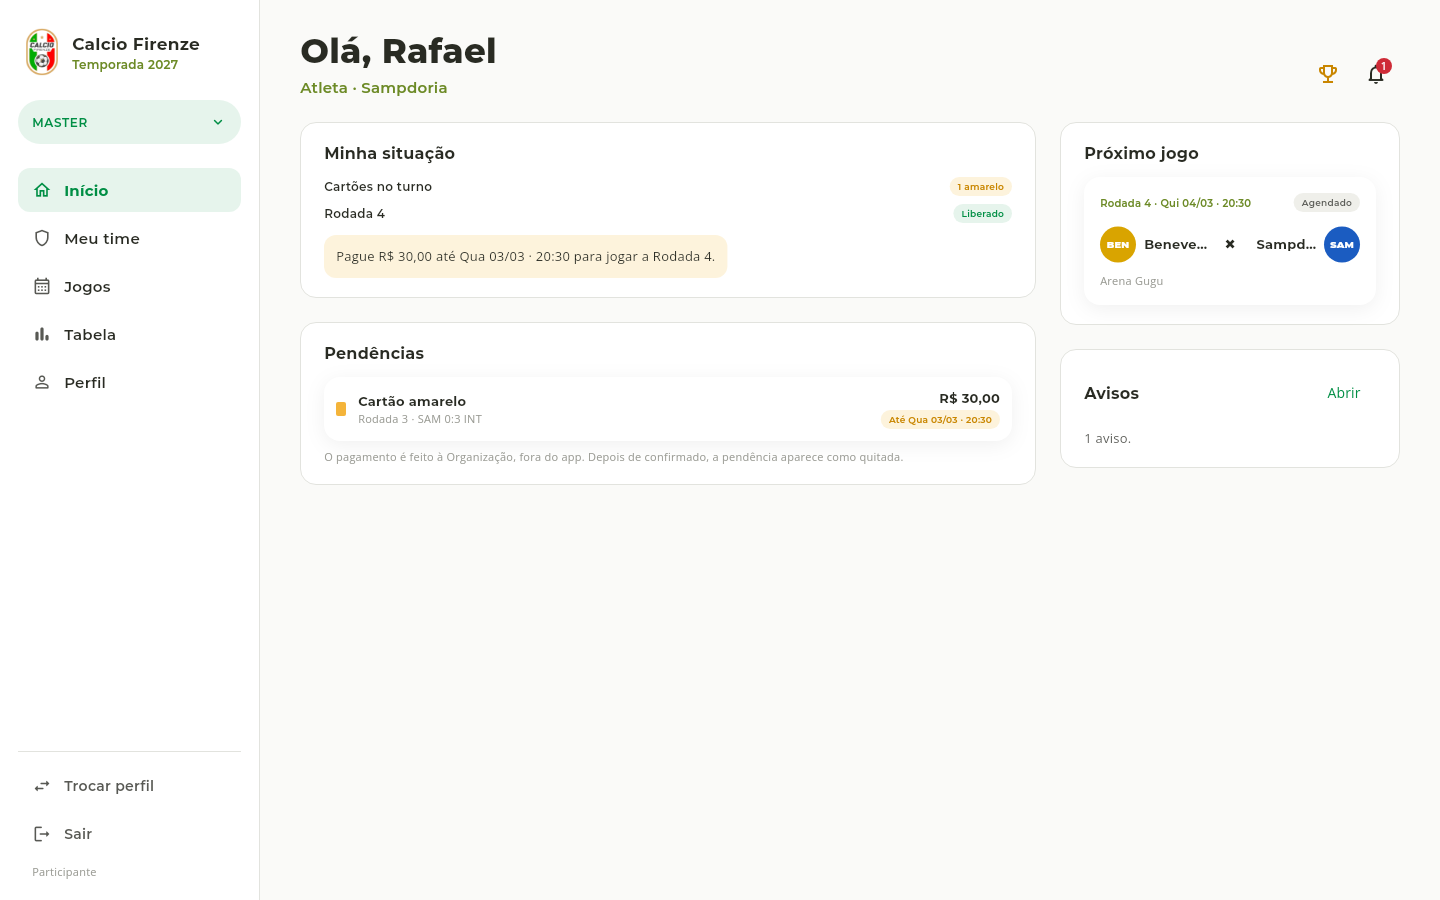 CALCIO
Calcio Firenze
Temporada 2027
MASTER
Início
Meu time
Jogos
Tabela
Perfil
Trocar perfil
Sair
Participante
Olá, Rafael
Atleta · Sampdoria
1
Minha situação
Cartões no turno
1 amarelo
Rodada 4
Liberado
Pague R$ 30,00 até Qua 03/03 · 20:30 para jogar a Rodada 4.
Pendências
Cartão amarelo
R$ 30,00
Rodada 3 · SAM 0:3 INT
Até Qua 03/03 · 20:30
O pagamento é feito à Organização, fora do app. Depois de confirmado, a pendência aparece como quitada.
Próximo jogo
Rodada 4 · Qui 04/03 · 20:30
Agendado
BEN Beneve... ✖ Sampd... SAM
Arena Gugu
Avisos
Abrir
1 aviso.